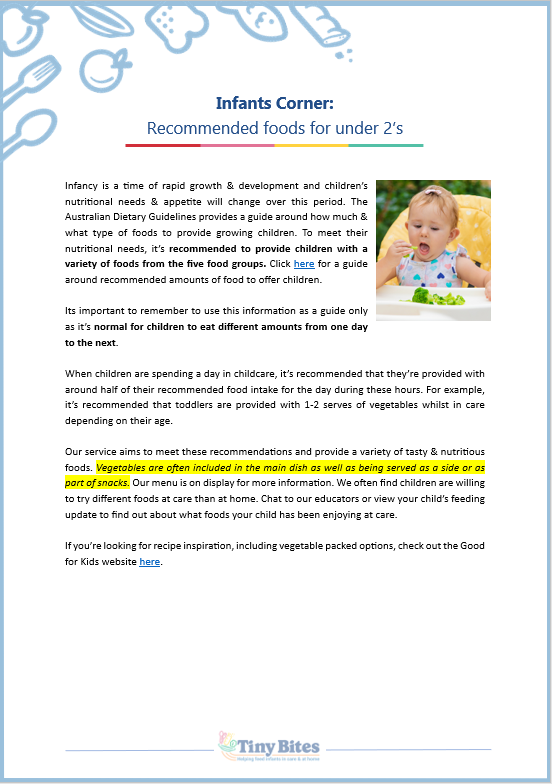 Infants Corner:
Recommended foods for under 2's
Infancy is a time of rapid growth & development and children's
nutritional needs & appetite will change over this period. The
Australian Dietary Guidelines provides a guide around how much &
what type of foods to provide growing children. To meet their
nutritional needs, it's recommended to provide children with a
variety of foods from the five food groups. Click here for a guide
around recommended amounts of food to offer children.
Its important to remember to use this information as a guide only
as it's normal for children to eat different amounts from one day
to the next.
When children are spending a day in childcare, it's recommended that they're provided with
around half of their recommended food intake for the day during these hours. For example,
it's recommended that toddlers are provided with 1-2 serves of vegetables whilst in care
depending on their age.
Our service aims to meet these recommendations and provide a variety of tasty & nutritious
foods. Vegetables are often included in the main dish as well as being served as a side or as
part of snacks. Our menu is on display for more information. We often find children are willing
to try different foods at care than at home. Chat to our educators or view your child's feeding
update to find out about what foods your child has been enjoying at care.
If you're looking for recipe inspiration, including vegetable packed options, check out the Good
for Kids website here.
Tiny Bites
Helping feed infants in care & at home